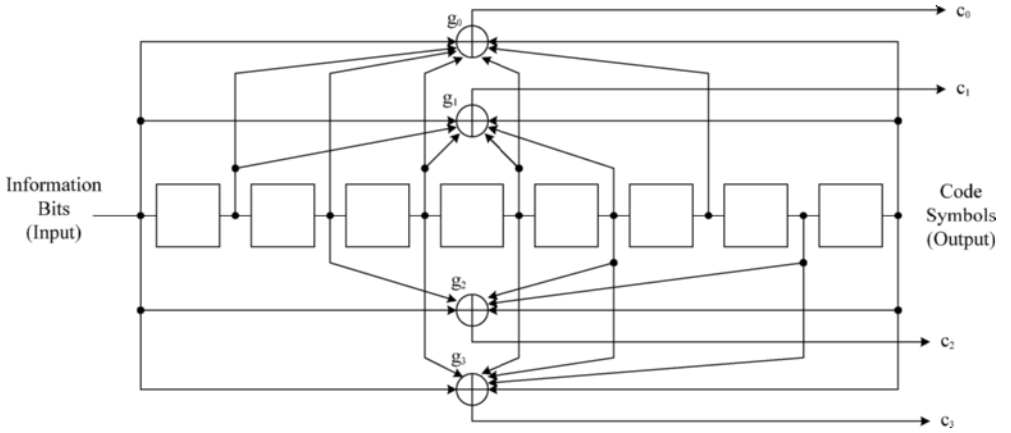 g₀
c₀
g₁
c₁
Information
Bits
(Input)
Code
Symbols
(Output)
g₂
c₂
g₃
c₃